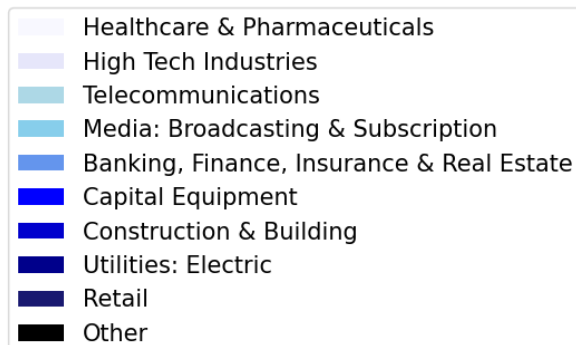 Healthcare & Pharmaceuticals
High Tech Industries
Telecommunications
Media: Broadcasting & Subscription
Banking, Finance, Insurance & Real Estate
Capital Equipment
Construction & Building
Utilities: Electric
Retail
Other